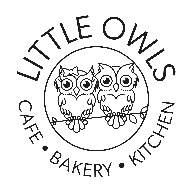 LITTLE OWLS
CAFE • BAKERY • KITCHEN